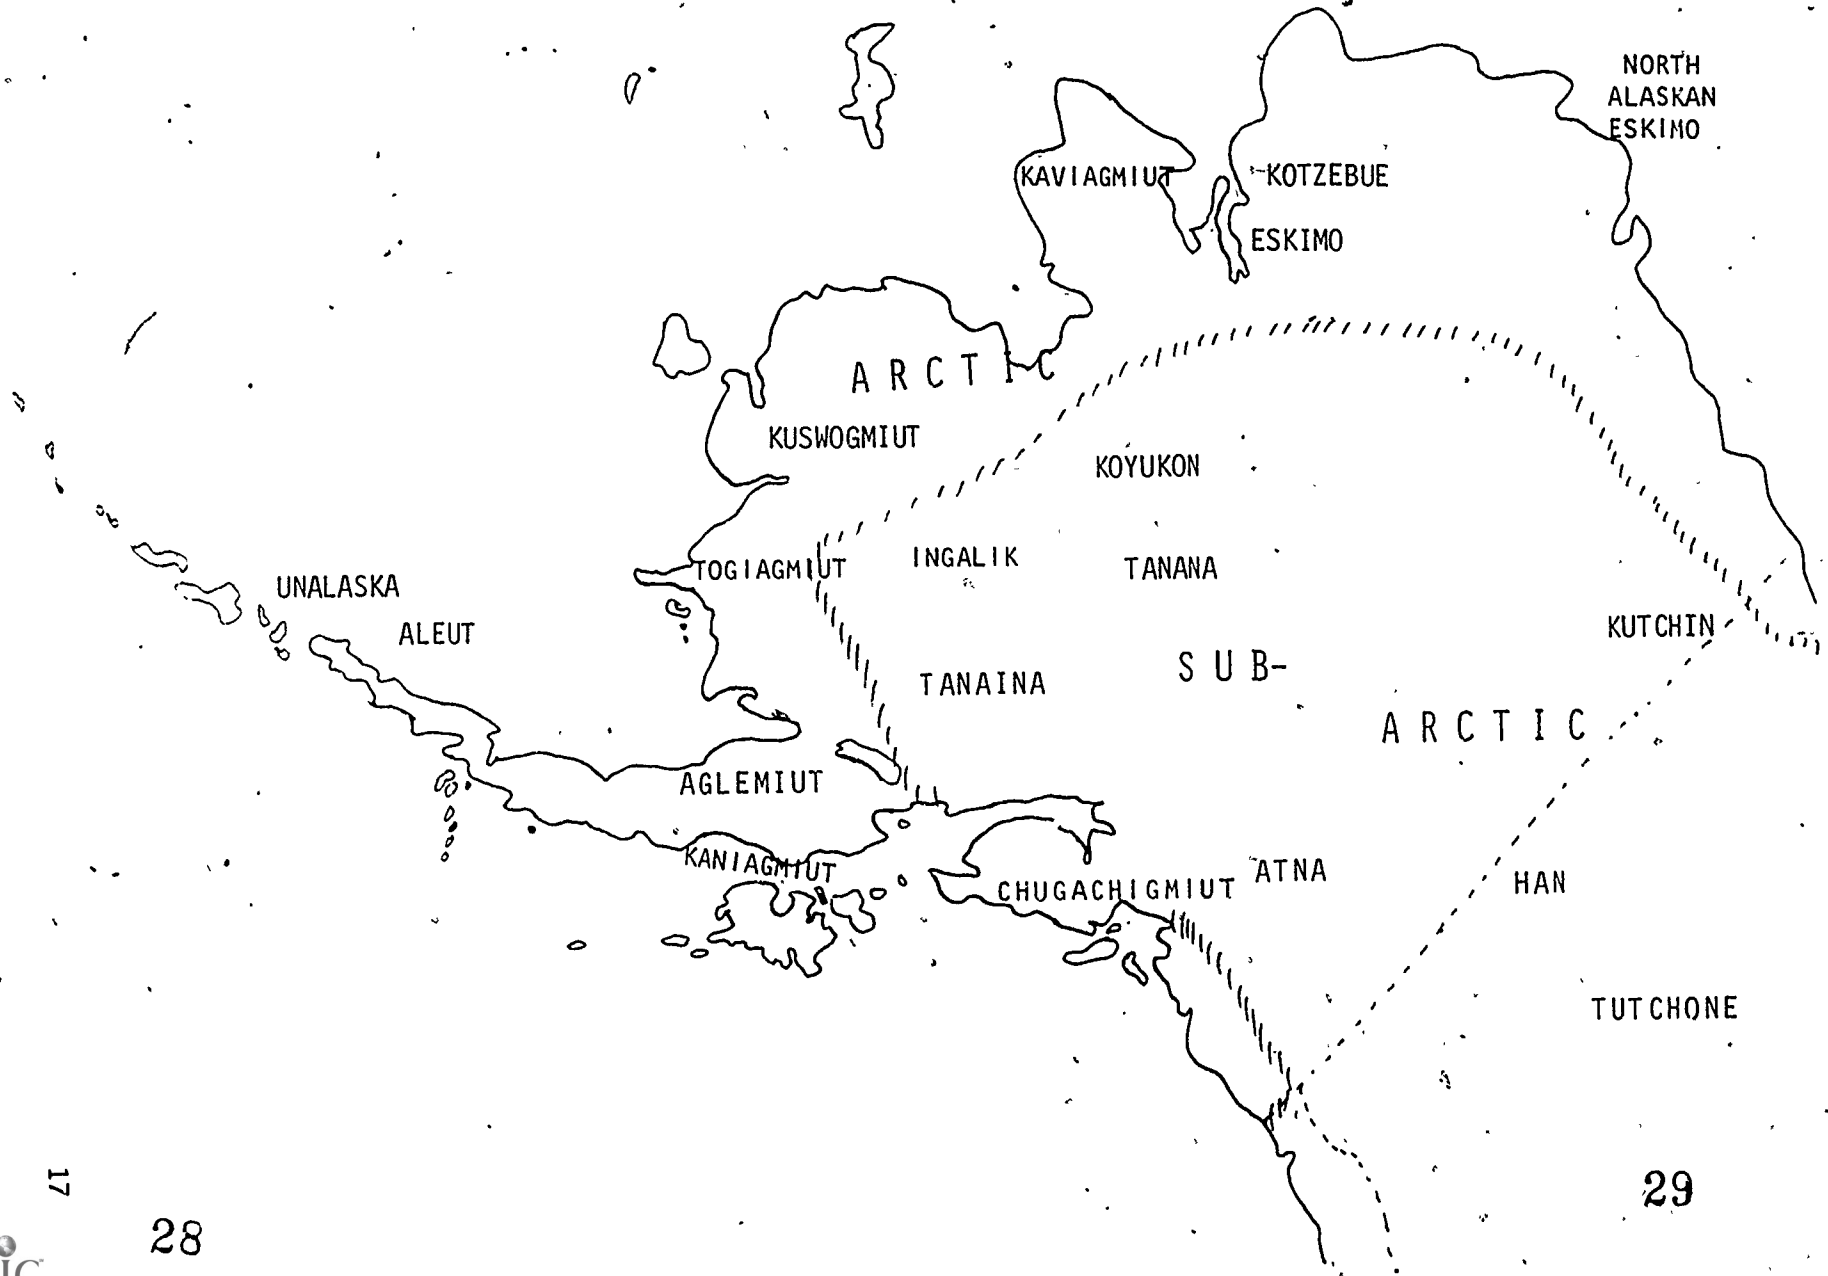 NORTH
ALASKAN
ESKIMO
KAVIAGMIUT
KOTZEBUE
ESKIMO
ARCTIC
KUSWOGMIUT
KOYUKON
INGALIK
TOGIAGMIUT
TANANA
UNALASKA
ALEUT
KUTCHIN
SUB-
TANAINA
ARCTIC
AGLEMIUT
KANIAGMIUT
CHUGACHIGMIUT
ATNA
HAN
TUTCHONE
17
29
28
IC